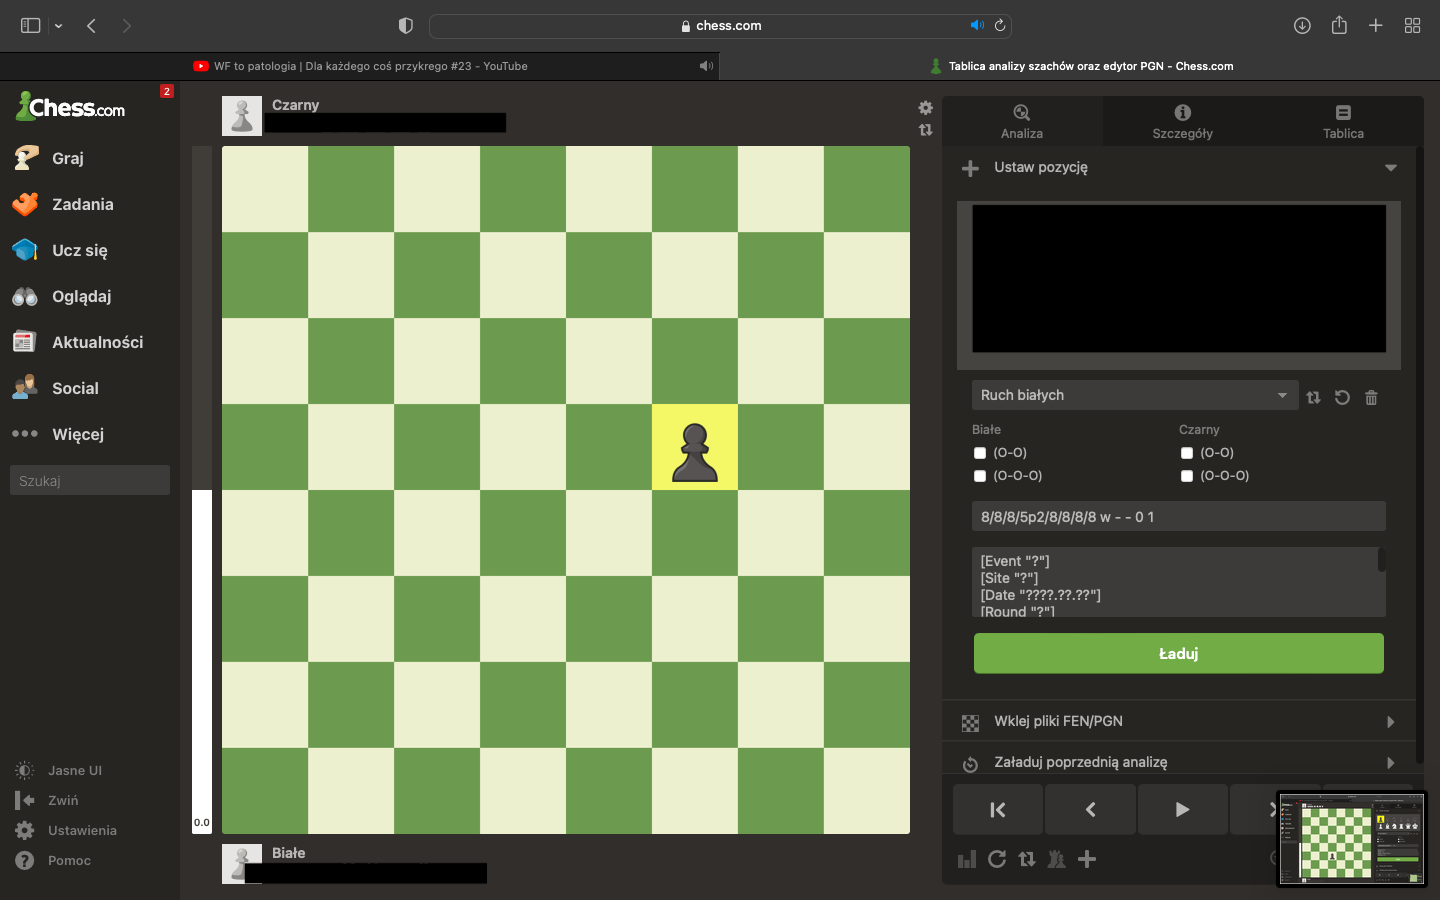 chess.com
WF to patologia | Dla każdego coś przykrego #23 - YouTube
Tablica analizy szachów oraz edytor PGN - Chess.com
Chess.com
2
Graj
Zadania
Ucz się
Oglądaj
Aktualności
Social
Więcej
Szukaj
Jasne UI
Zwiń
Ustawienia
Pomoc
Czarny
0.0
Białe
Analiza
Szczegóły
Tablica
Ustaw pozycję
Ruch białych
Białe
Czarny
(O-O)
(O-O)
(O-O-O)
(O-O-O)
8/8/8/5p2/8/8/8/8 w - - 0 1
[Event "?"]
[Site "?"]
[Date "????.??.??"]
[Round "?"]
Ładuj
Wklej pliki FEN/PGN
Załaduj poprzednią analizę